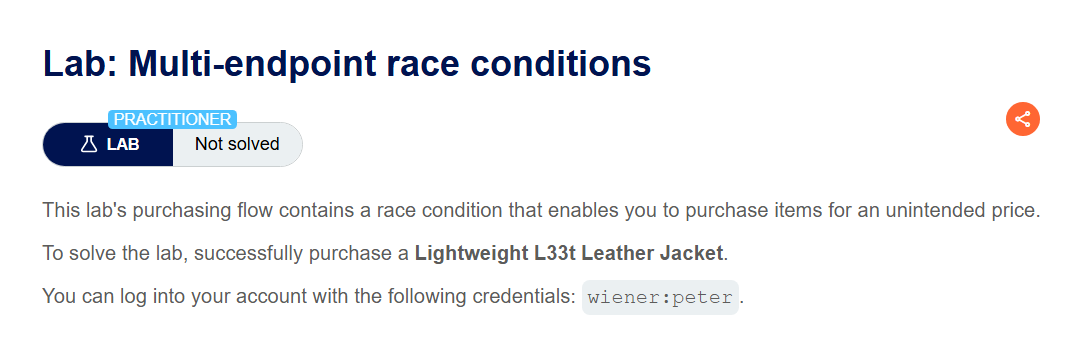 Lab: Multi-endpoint race conditions
PRACTITIONER
LAB Not solved
This lab's purchasing flow contains a race condition that enables you to purchase items for an unintended price.
To solve the lab, successfully purchase a Lightweight L33t Leather Jacket.
You can log into your account with the following credentials: wiener:peter.